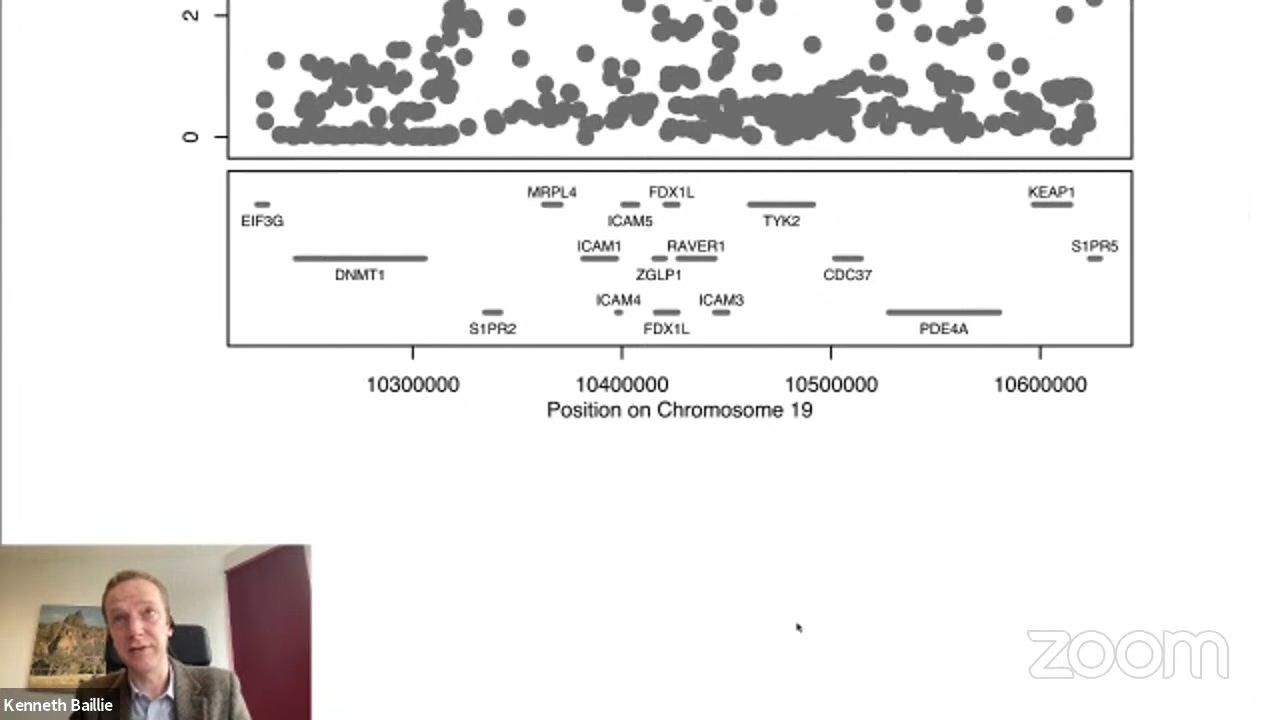 2
0
MRPL4 FDX1L KEAP1
EIF3G ICAM5 TYK2
ICAM1 RAVER1 S1PR5
DNMT1 ZGLP1 CDC37
ICAM4 ICAM3
S1PR2 FDX1L PDE4A
10300000 10400000 10500000 10600000
Position on Chromosome 19
zoom
Kenneth Baillie